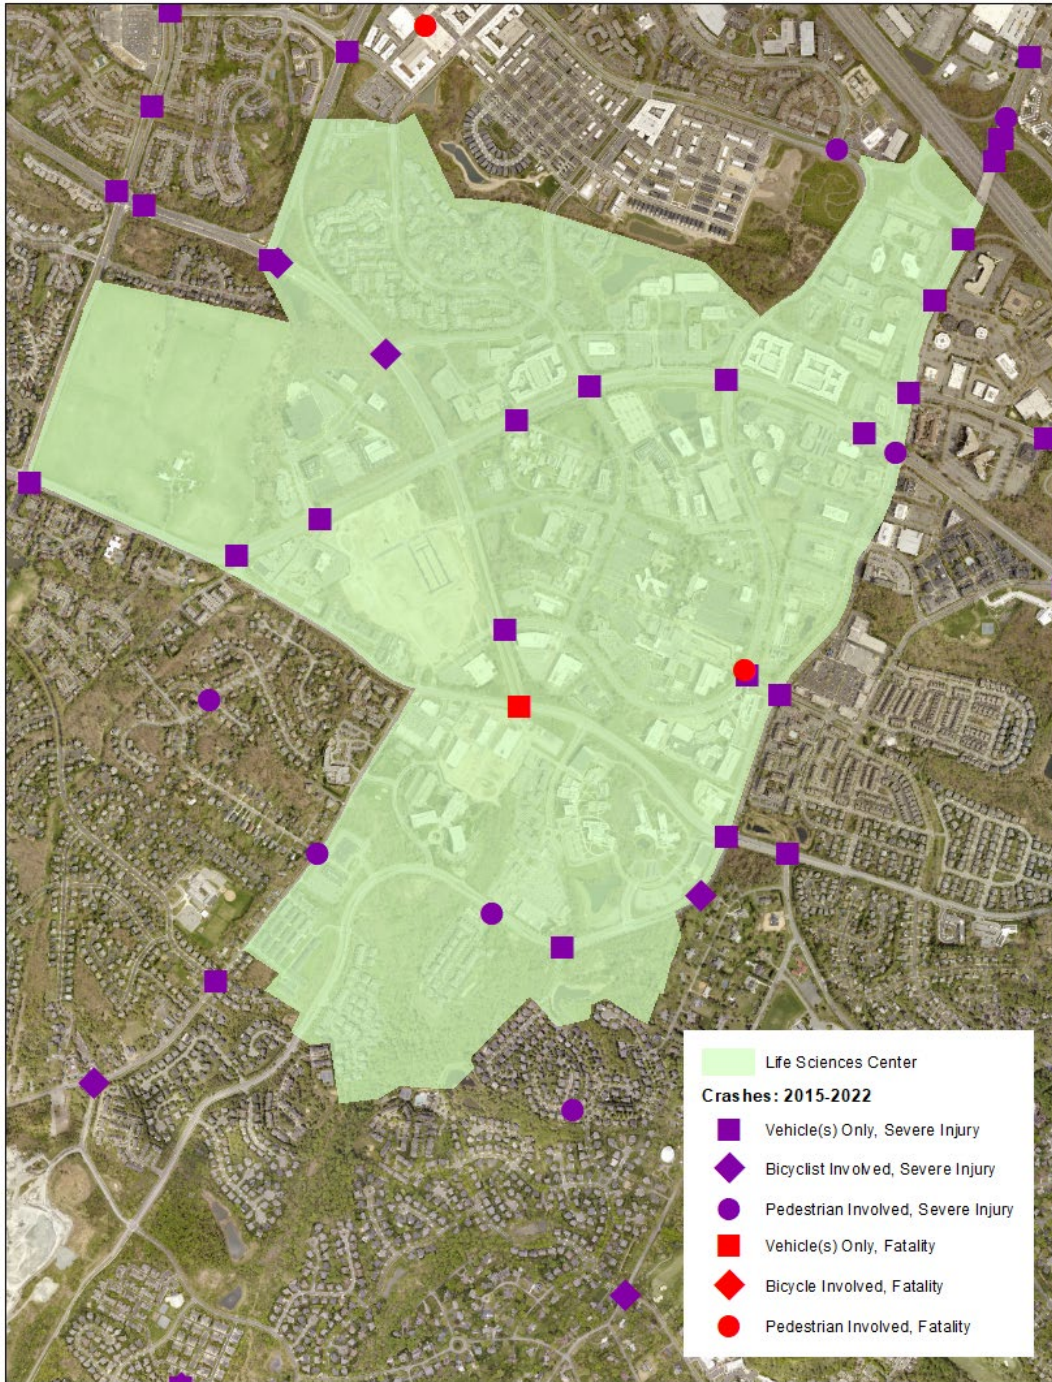 Life Sciences Center
Crashes: 2015-2022
Vehicle(s) Only, Severe Injury
Bicyclist Involved, Severe Injury
Pedestrian Involved, Severe Injury
Vehicle(s) Only, Fatality
Bicycle Involved, Fatality
Pedestrian Involved, Fatality